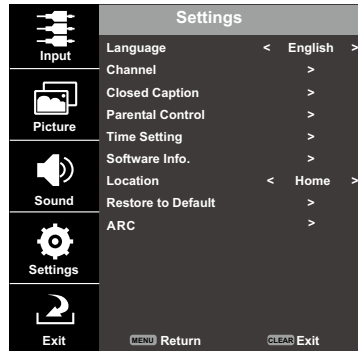 Settings
Input
Picture
Sound
Settings
Exit
Language < English >
Channel >
Closed Caption >
Parental Control >
Time Setting >
Software Info. >
Location < Home >
Restore to Default >
ARC >
MENU Return CLEAR Exit